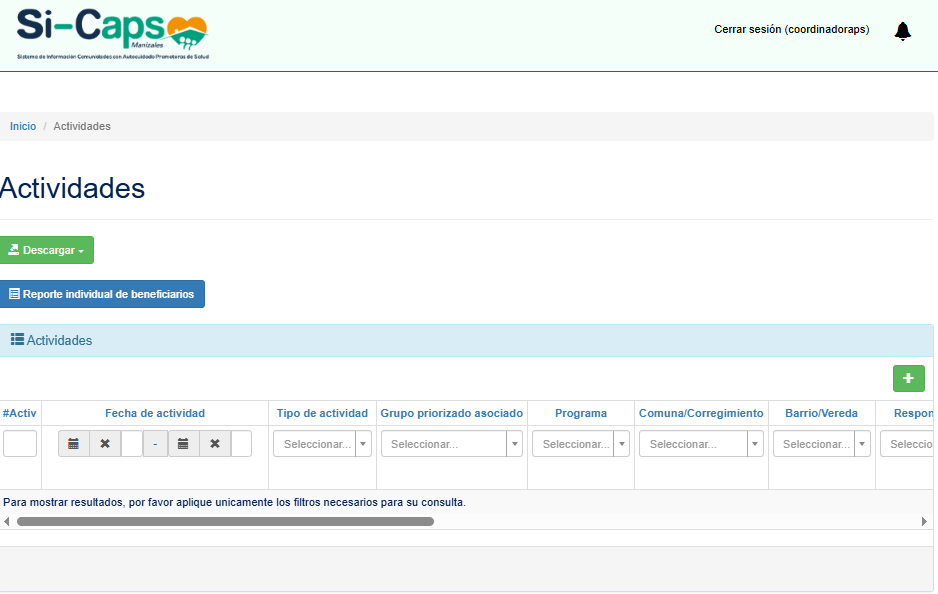 Si-Caps
Manizales
Sistema de Información Comunidades con Autocuidado Promotoras de Salud
Cerrar sesión (coordinadoraps)
Inicio / Actividades
Actividades
Descargar
Reporte individual de beneficiarios
Actividades
+
#Activ Fecha de actividad Tipo de actividad Grupo priorizado asociado Programa Comuna/Corregimiento Barrio/Vereda Respon
- Seleccionar... Seleccionar... Seleccionar... Seleccionar... Seleccionar... Seleccio
Para mostrar resultados, por favor aplique unicamente los filtros necesarios para su consulta.